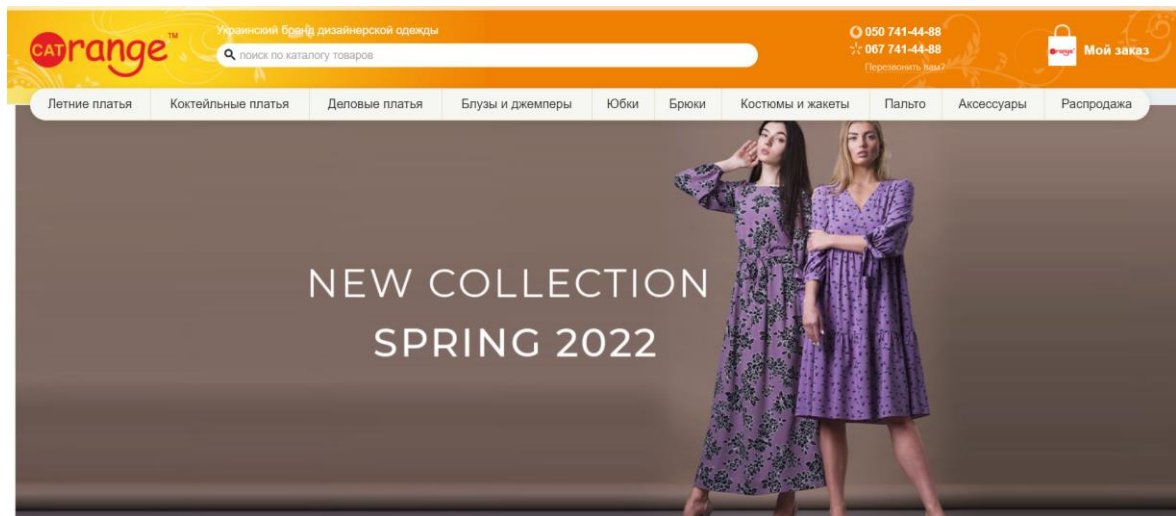 CATrange™
Украинский бренд дизайнерской одежды
поиск по каталогу товаров
050 741-44-88
067 741-44-88
Перезвонить вам?
Мой заказ
Летние платья Коктейльные платья Деловые платья Блузы и джемперы Юбки Брюки Костюмы и жакеты Пальто Аксессуары Распродажа
NEW COLLECTION
SPRING 2022